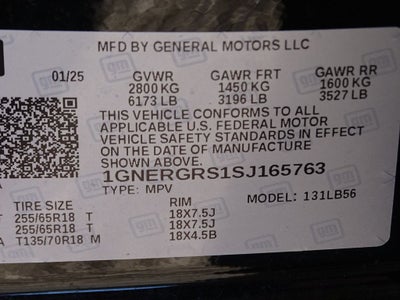 MFD BY GENERAL MOTORS LLC
01/25 GVWR GAWR FRT GAWR RR
2800 KG 1450 KG 1600 KG
6173 LB 3196 LB 3527 LB
THIS VEHICLE CONFORMS TO ALL
APPLICABLE U.S. FEDERAL MOTOR
VEHICLE SAFETY STANDARDS IN EFFECT
ON THE DATE OF MANUFACTURE
SHOWN ABOVE.
1GNERGRS1SJ165763
TYPE: MPV MODEL: 131LB56
TIRE SIZE RIM
255/65R18 T 18X7.5J
255/65R18 T 18X7.5J
T135/70R18 M 18X4.5B
gm